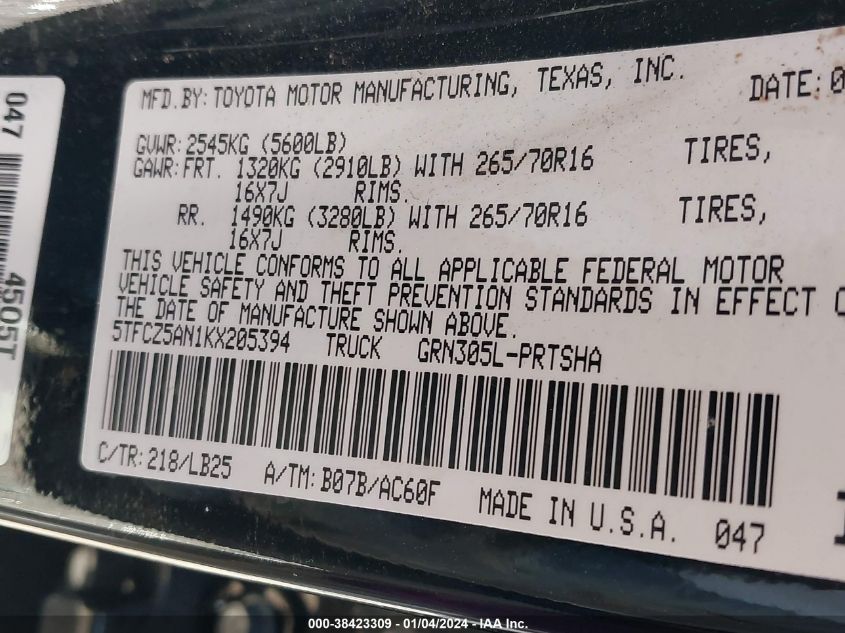 MFD.BY: TOYOTA MOTOR MANUFACTURING, TEXAS, INC. DATE:0
GVWR: 2545KG (5600LB)
GAWR: FRT. 1320KG (2910LB) WITH 265/70R16 TIRES,
16X7J RIMS.
RR. 1490KG (3280LB) WITH 265/70R16 TIRES,
16X7J RIMS.
THIS VEHICLE CONFORMS TO ALL APPLICABLE FEDERAL MOTOR
VEHICLE SAFETY AND THEFT PREVENTION STANDARDS IN EFFECT O
THE DATE OF MANUFACTURE SHOWN ABOVE.
5TFCZ5AN1KX205394 TRUCK GRN305L-PRTSHA
C/TR: 218/LB25 A/TM: B07B/AC60F MADE IN U.S.A. 047
047 4505T
000-38423309 - 01/04/2024 - IAA Inc.